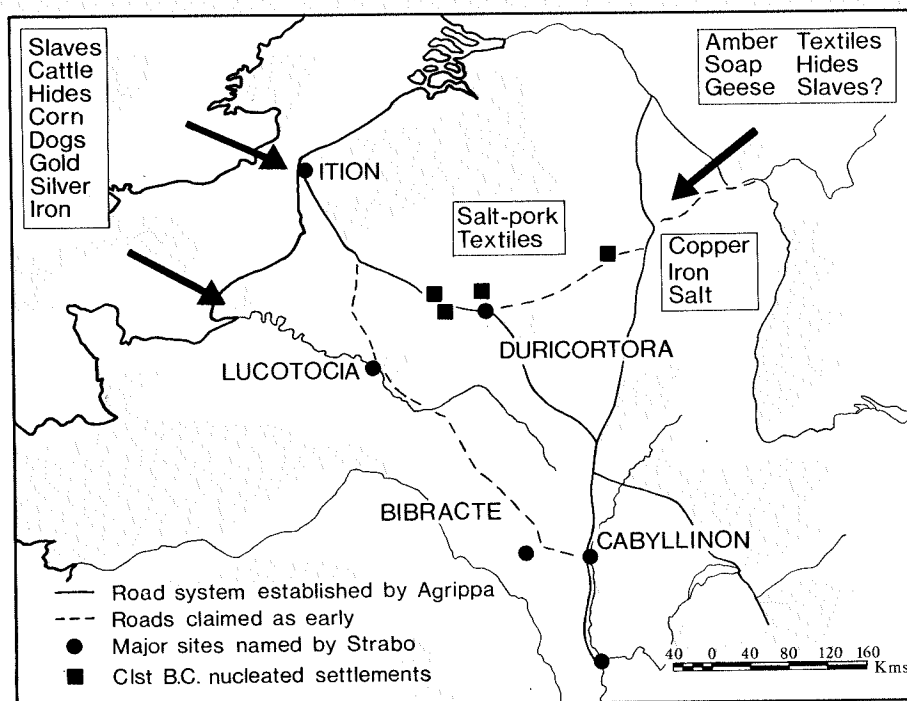 Slaves
Cattle
Hides
Corn
Dogs
Gold
Silver
Iron
Amber Textiles
Soap Hides
Geese Slaves?
ITION
Salt-pork
Textiles
Copper
Iron
Salt
DURICORTORA
LUCOTOCIA
BIBRACTE
CABYLLINON
Road system established by Agrippa
Roads claimed as early
Major sites named by Strabo
Clst B.C. nucleated settlements
40 0 40 80 120 160
Kms